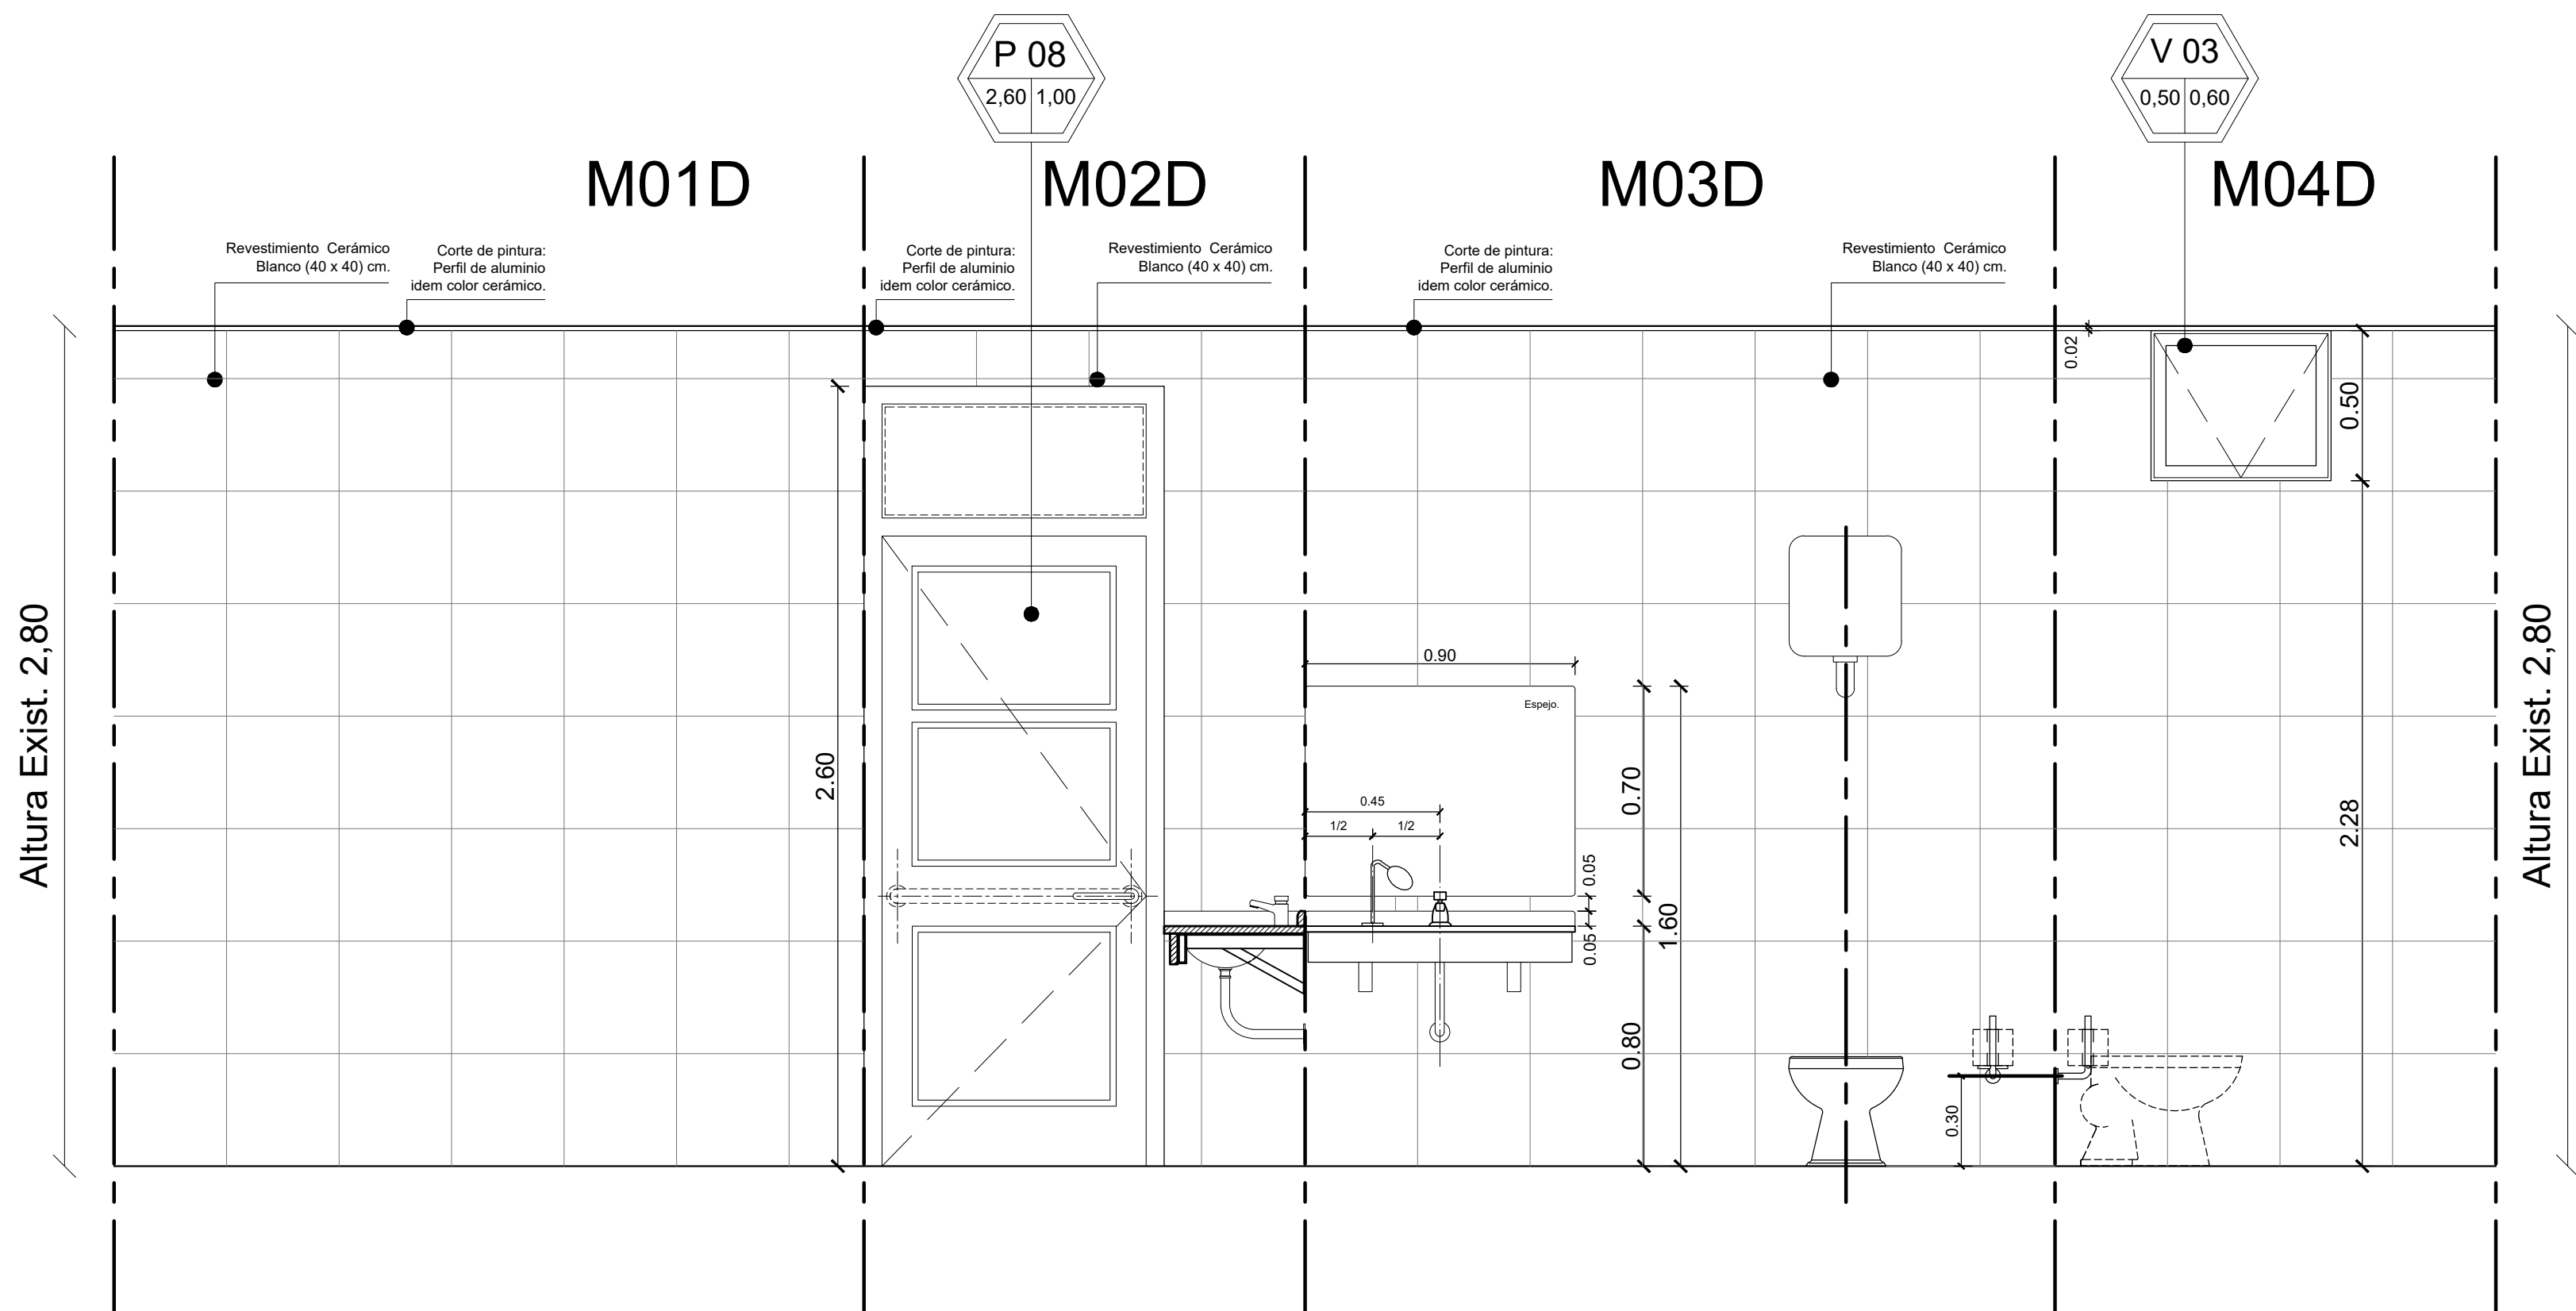 P 08
2,60 1,00
V 03
0,50 0,60
M01D
M02D
M03D
M04D
Revestimiento Cerámico
Blanco (40 x 40) cm.
Corte de pintura:
Perfil de aluminio
idem color cerámico.
Corte de pintura:
Perfil de aluminio
idem color cerámico.
Revestimiento Cerámico
Blanco (40 x 40) cm.
Corte de pintura:
Perfil de aluminio
idem color cerámico.
Revestimiento Cerámico
Blanco (40 x 40) cm.
Altura Exist. 2,80
2.60
0.90
Espejo.
0.45
1/2
1/2
0.05
0.05
0.70
0.80
1.60
0.30
0.02
0.50
2.28
Altura Exist. 2,80